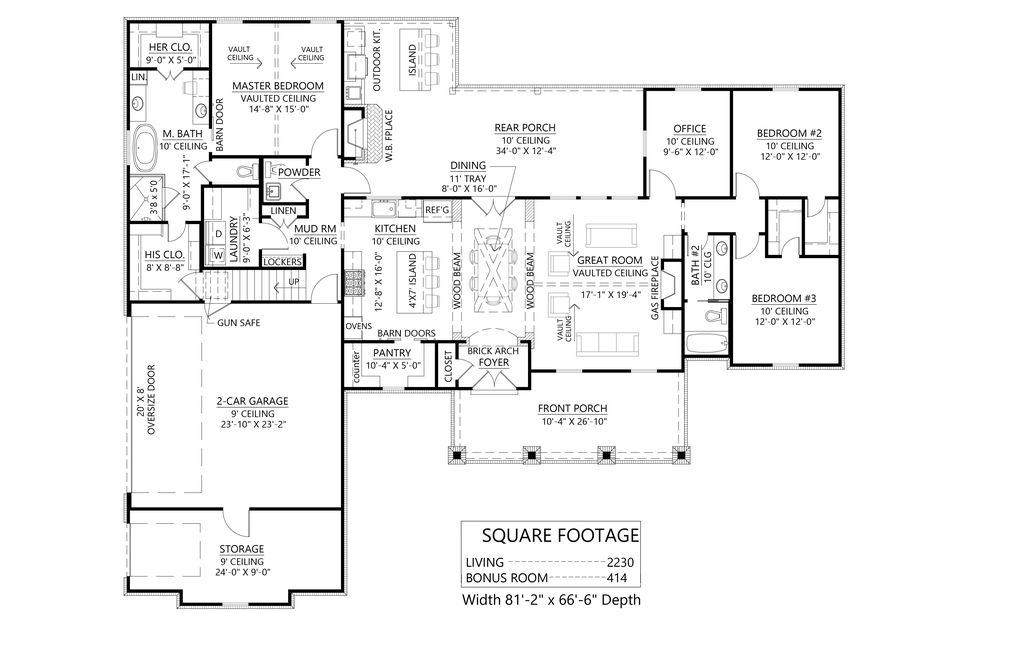 HER CLO.
9'-0" X 5'-0"
VAULT
CEILING
VAULT
CEILING
MASTER BEDROOM
VAULTED CEILING
14'-8" X 15'-0"
OUTDOOR KIT.
ISLAND
LIN.
M. BATH
10' CEILING
9'-0" X 17'-1"
BARN DOOR
3'8 x 5'0
W.B. FPLACE
REAR PORCH
10' CEILING
34'-0" X 12'-4"
OFFICE
10' CEILING
9'-6" X 12'-0"
BEDROOM #2
10' CEILING
12'-0" X 12'-0"
POWDER
DINING
11' TRAY
8'-0" X 16'-0"
LINEN
MUD RM
10' CEILING
LAUNDRY
9'-0" X 6'-3"
D
W
LOCKERS
HIS CLO.
8' X 8'-8"
UP
GUN SAFE
KITCHEN
10' CEILING
12'-8" X 16'-0"
REF'G
4'X7' ISLAND
WOOD BEAM
WOOD BEAM
OVENS
BARN DOORS
VAULT
CEILING
GREAT ROOM
VAULTED CEILING
17'-1" X 19'-4"
VAULT
CEILING
GAS FIREPLACE
BATH #2
10' CLG
BEDROOM #3
10' CEILING
12'-0" X 12'-0"
counter
PANTRY
10'-4" X 5'-0"
CLOSET
BRICK ARCH
FOYER
20' X 8'
OVERSIZE DOOR
2-CAR GARAGE
9' CEILING
23'-10" X 23'-2"
FRONT PORCH
10'-4" X 26'-10"
STORAGE
9' CEILING
24'-0" X 9'-0"
SQUARE FOOTAGE
LIVING 2230
BONUS ROOM 414
Width 81'-2" x 66'-6" Depth